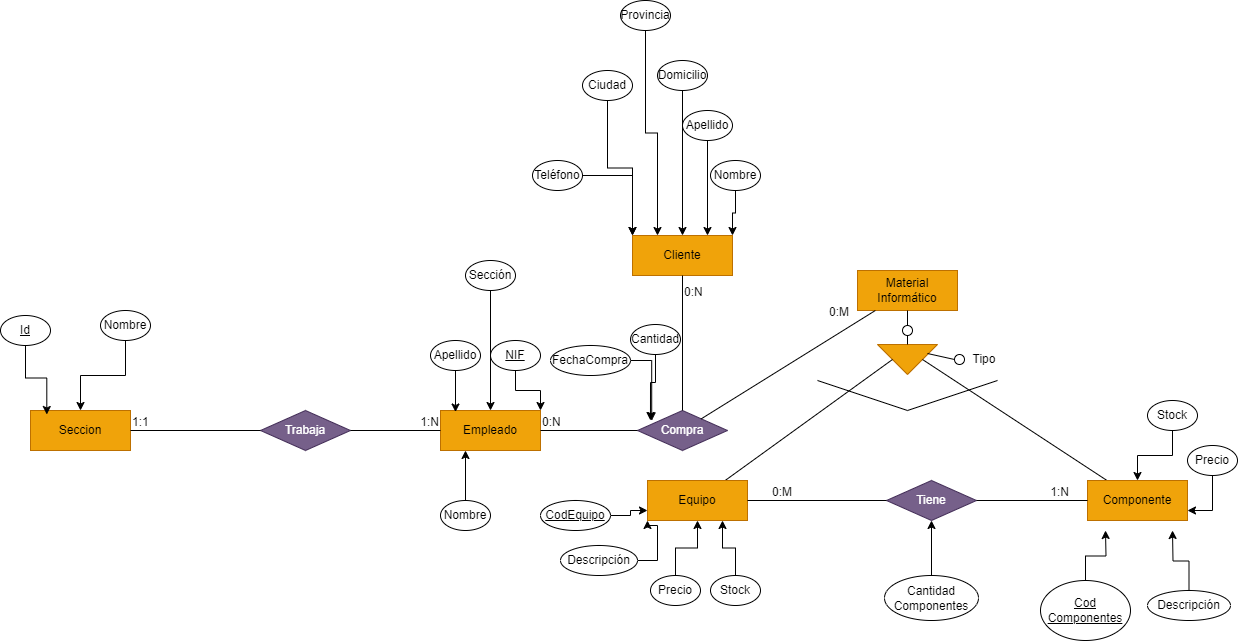 Provincia
Domicilio
Ciudad
Apellido
Teléfono
Nombre
Cliente
Sección
Material
Informático
0:N
0:M
Id
Nombre
Cantidad
Apellido
NIF
FechaCompra
Tipo
Seccion
1:1
Trabaja
1:N
Empleado
0:N
Compra
Stock
Precio
Equipo
0:M
Tiene
1:N
Componente
Nombre
CodEquipo
Descripción
Precio
Stock
Cantidad
Componentes
Cod
Componentes
Descripción